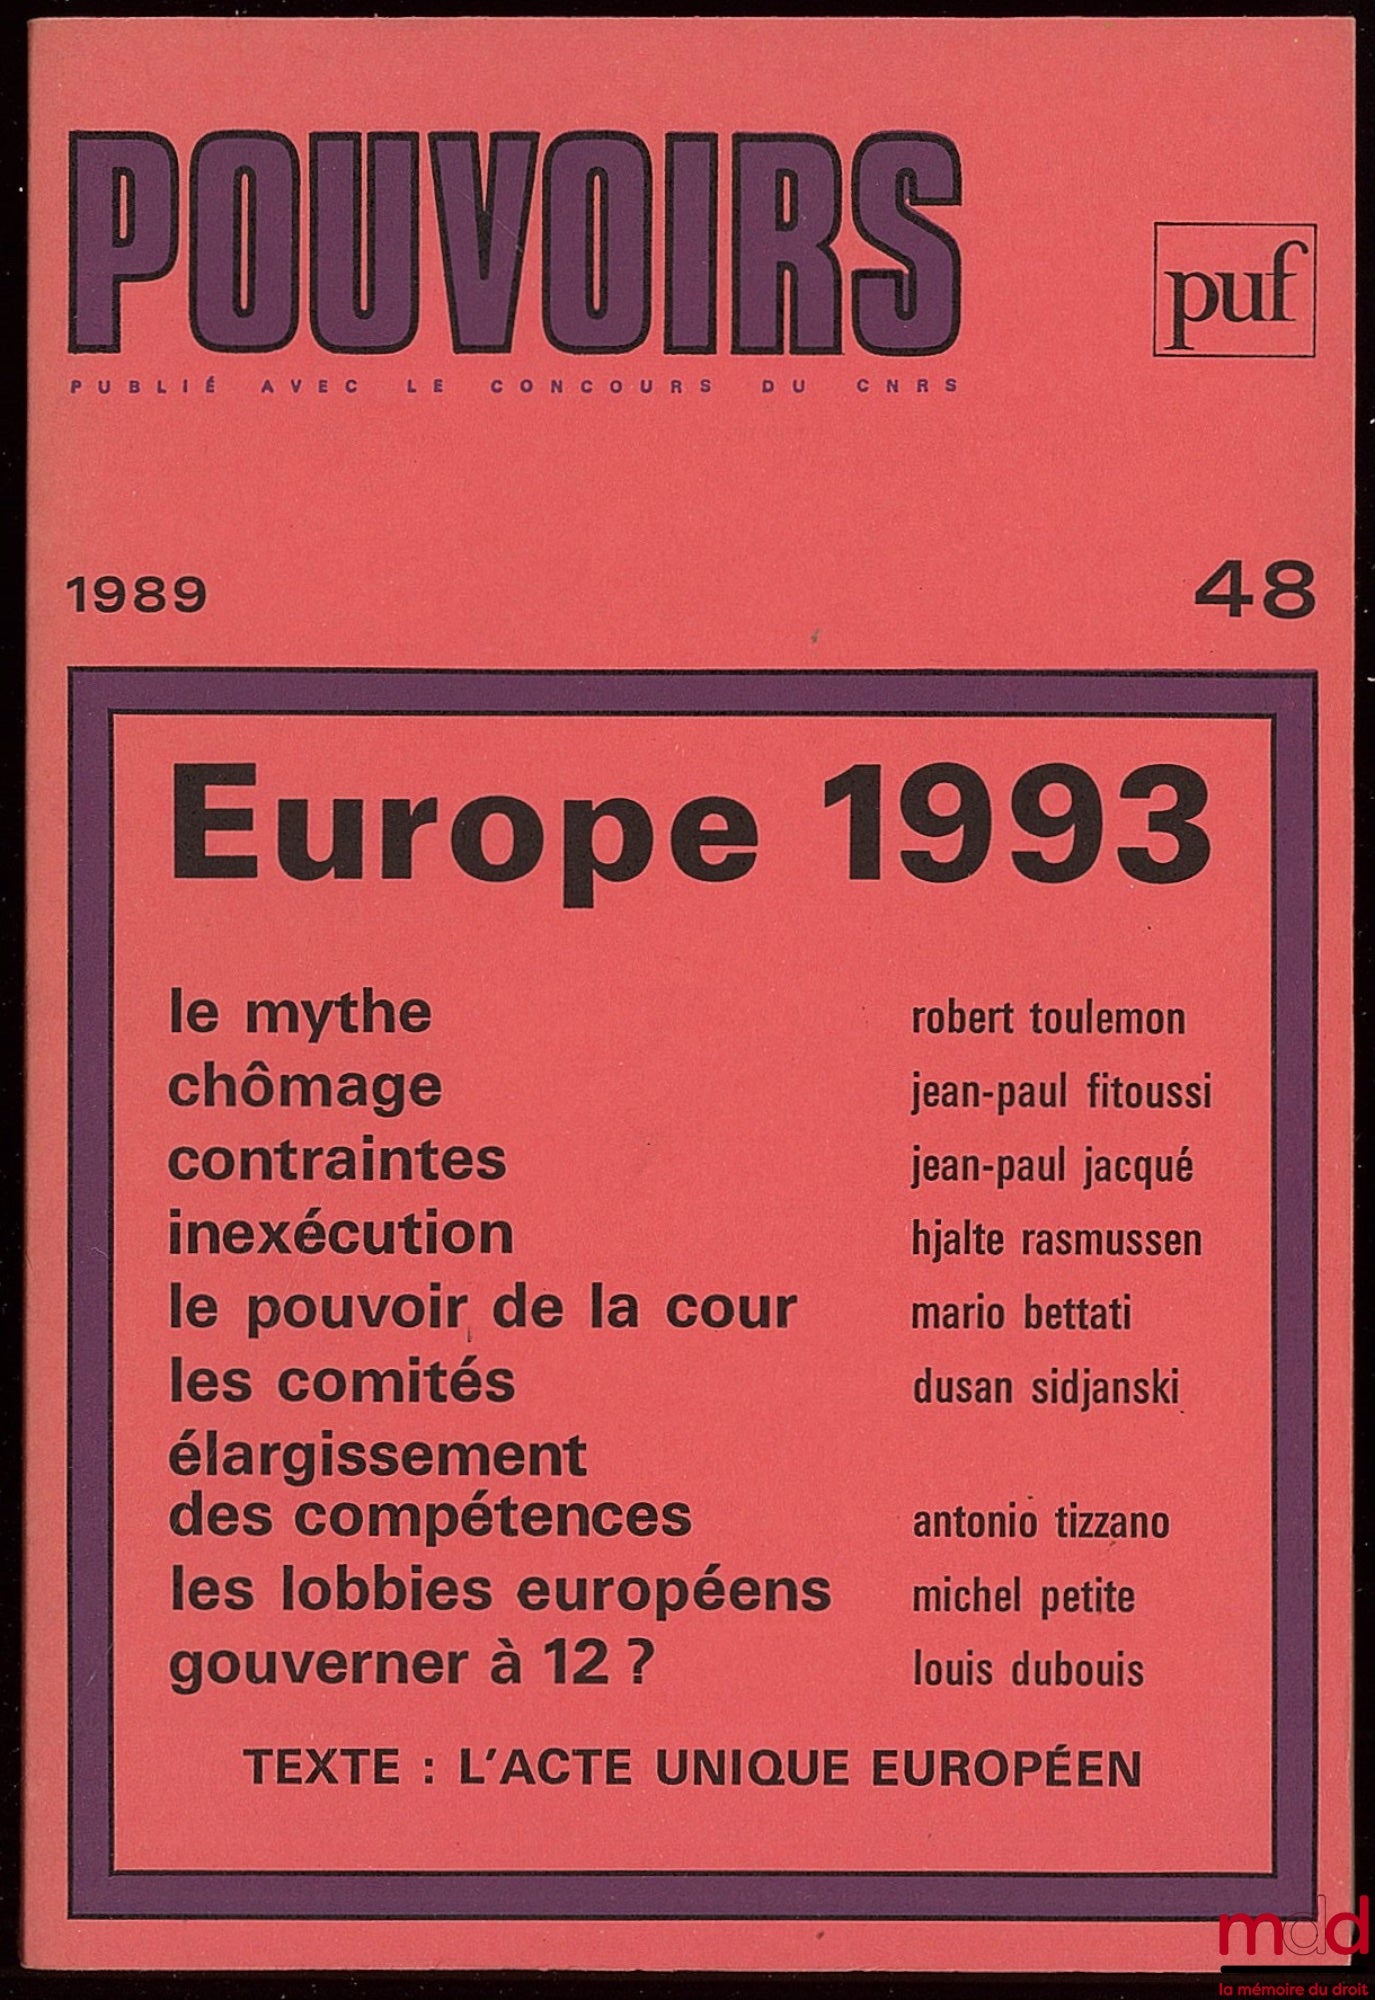 POUVOIRS
puf
PUBLIÉ AVEC LE CONCOURS DU CNRS
1989 48
Europe 1993
le mythe robert toulemon
chômage jean-paul fitoussi
contraintes jean-paul jacqué
inexécution hjalte rasmussen
le pouvoir de la cour mario bettati
les comités dusan sidjanski
élargissement
des compétences antonio tizzano
les lobbies européens michel petite
gouverner à 12 ? louis dubouis
TEXTE : L'ACTE UNIQUE EUROPÉEN
mdd
la mémoire du droit